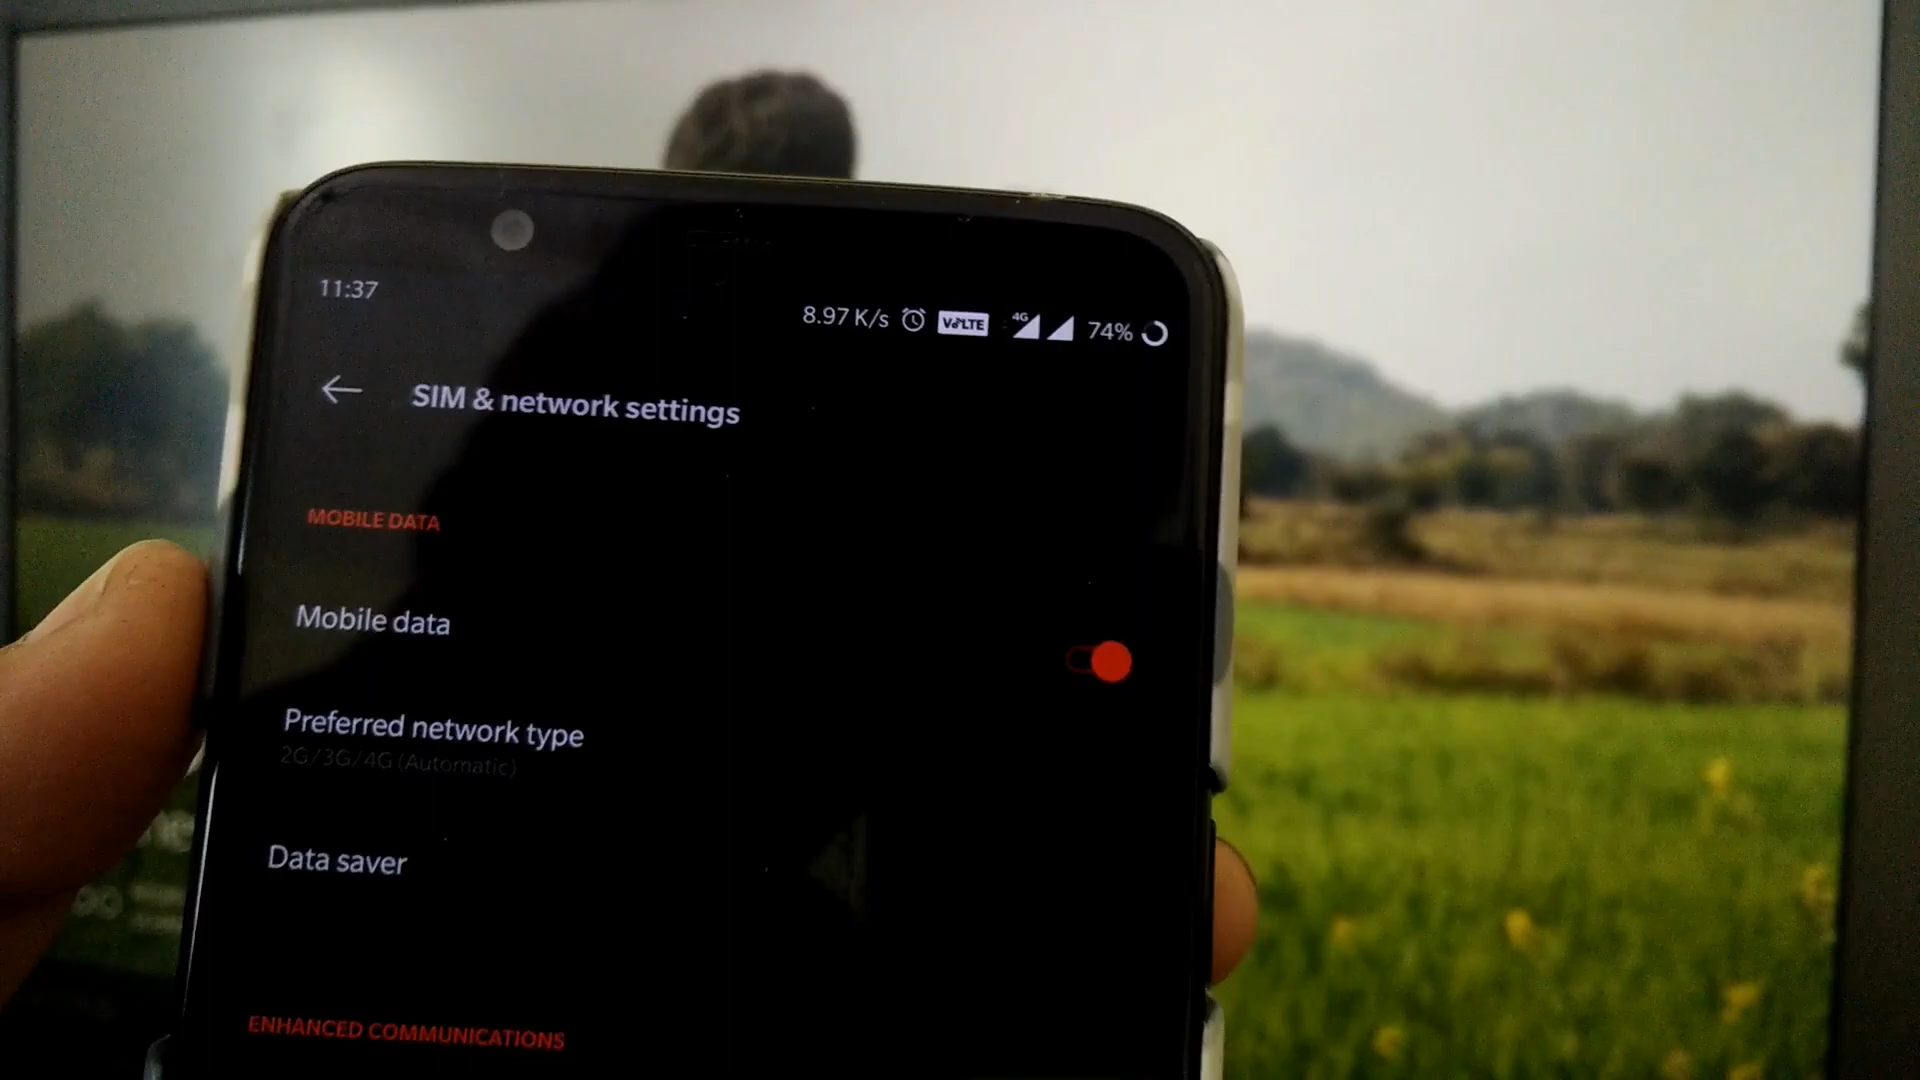 11:37
8.97 K/s VoLTE 4G 74%
SIM & network settings
MOBILE DATA
Mobile data
Preferred network type
2G/3G/4G (Automatic)
Data saver
ENHANCED COMMUNICATIONS